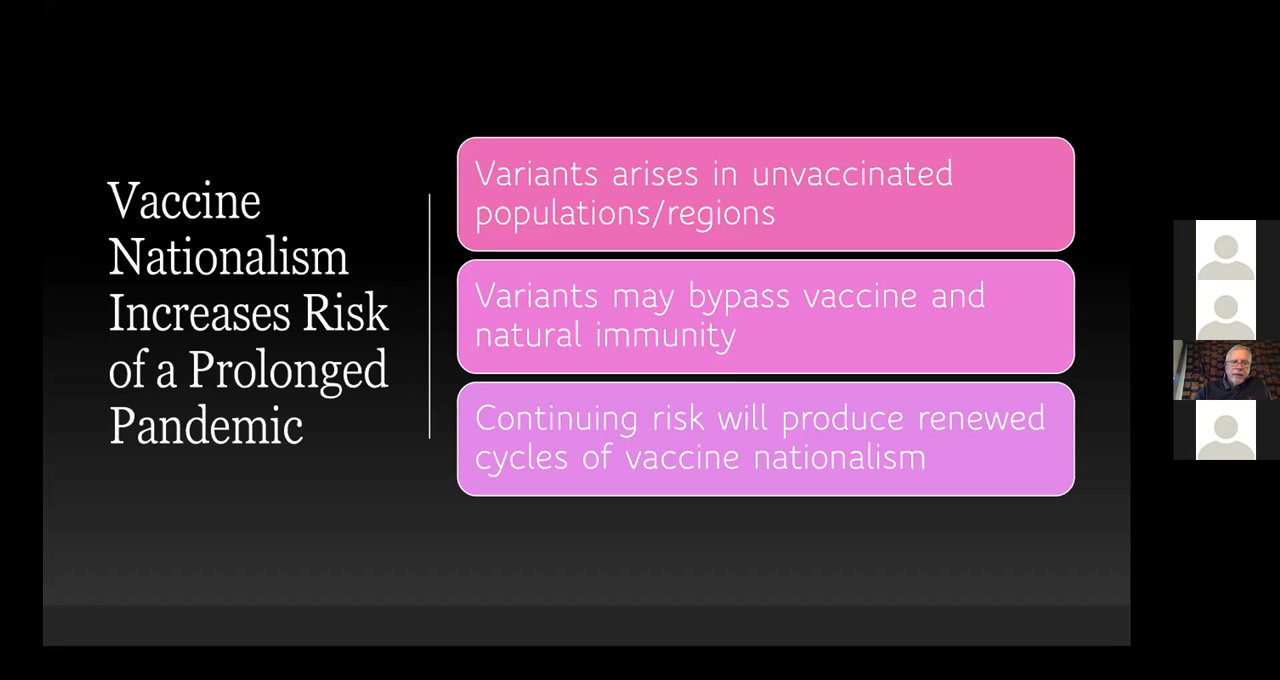 Vaccine
Nationalism
Increases Risk
of a Prolonged
Pandemic
Variants arises in unvaccinated
populations/regions
Variants may bypass vaccine and
natural immunity
Continuing risk will produce renewed
cycles of vaccine nationalism